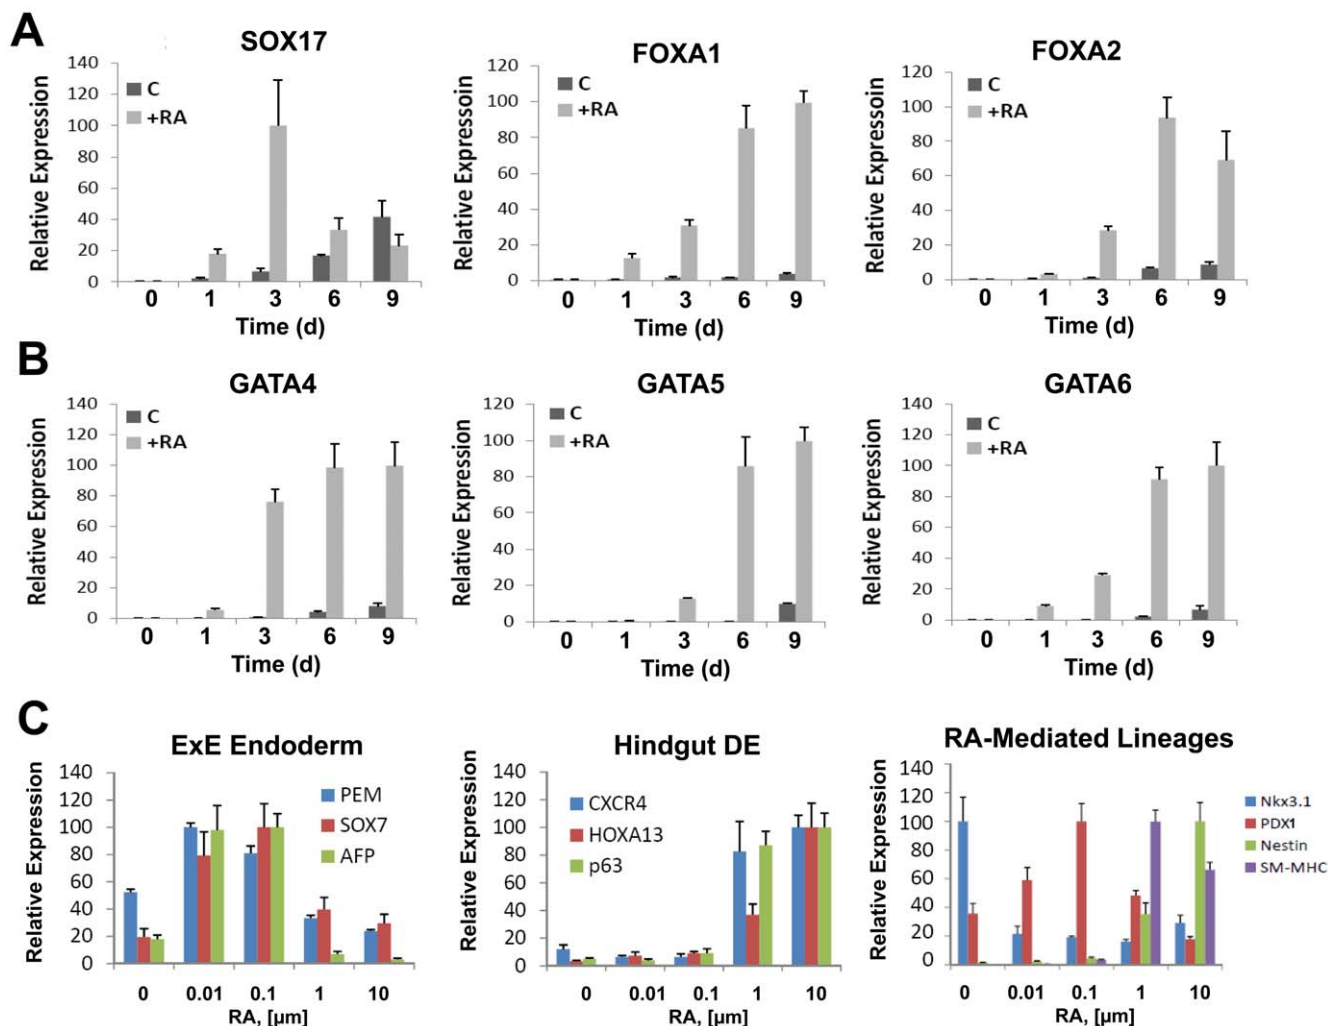 A
SOX17
Relative Expression
140
120
100
80
60
40
20
0
C
+RA
0 1 3 6 9
Time (d)
FOXA1
Relative Expressoin
120
100
80
60
40
20
0
C
+RA
0 1 3 6 9
Time (d)
FOXA2
Relative Expression
120
100
80
60
40
20
0
C
+RA
0 1 3 6 9
Time (d)
B
GATA4
Relative Expression
140
120
100
80
60
40
20
0
C
+RA
0 1 3 6 9
Time (d)
GATA5
Relative Expression
120
100
80
60
40
20
0
C
+RA
0 1 3 6 9
Time (d)
GATA6
Relative Expression
140
120
100
80
60
40
20
0
C
+RA
0 1 3 6 9
Time (d)
C
ExE Endoderm
Relative Expression
140
120
100
80
60
40
20
0
PEM
SOX7
AFP
0 0.01 0.1 1 10
RA, [µm]
Hindgut DE
Relative Expression
140
120
100
80
60
40
20
0
CXCR4
HOXA13
p63
0 0.01 0.1 1 10
RA, [µm]
RA-Mediated Lineages
Relative Expression
140
120
100
80
60
40
20
0
Nkx3.1
PDX1
Nestin
SM-MHC
0 0.01 0.1 1 10
RA, [µm]